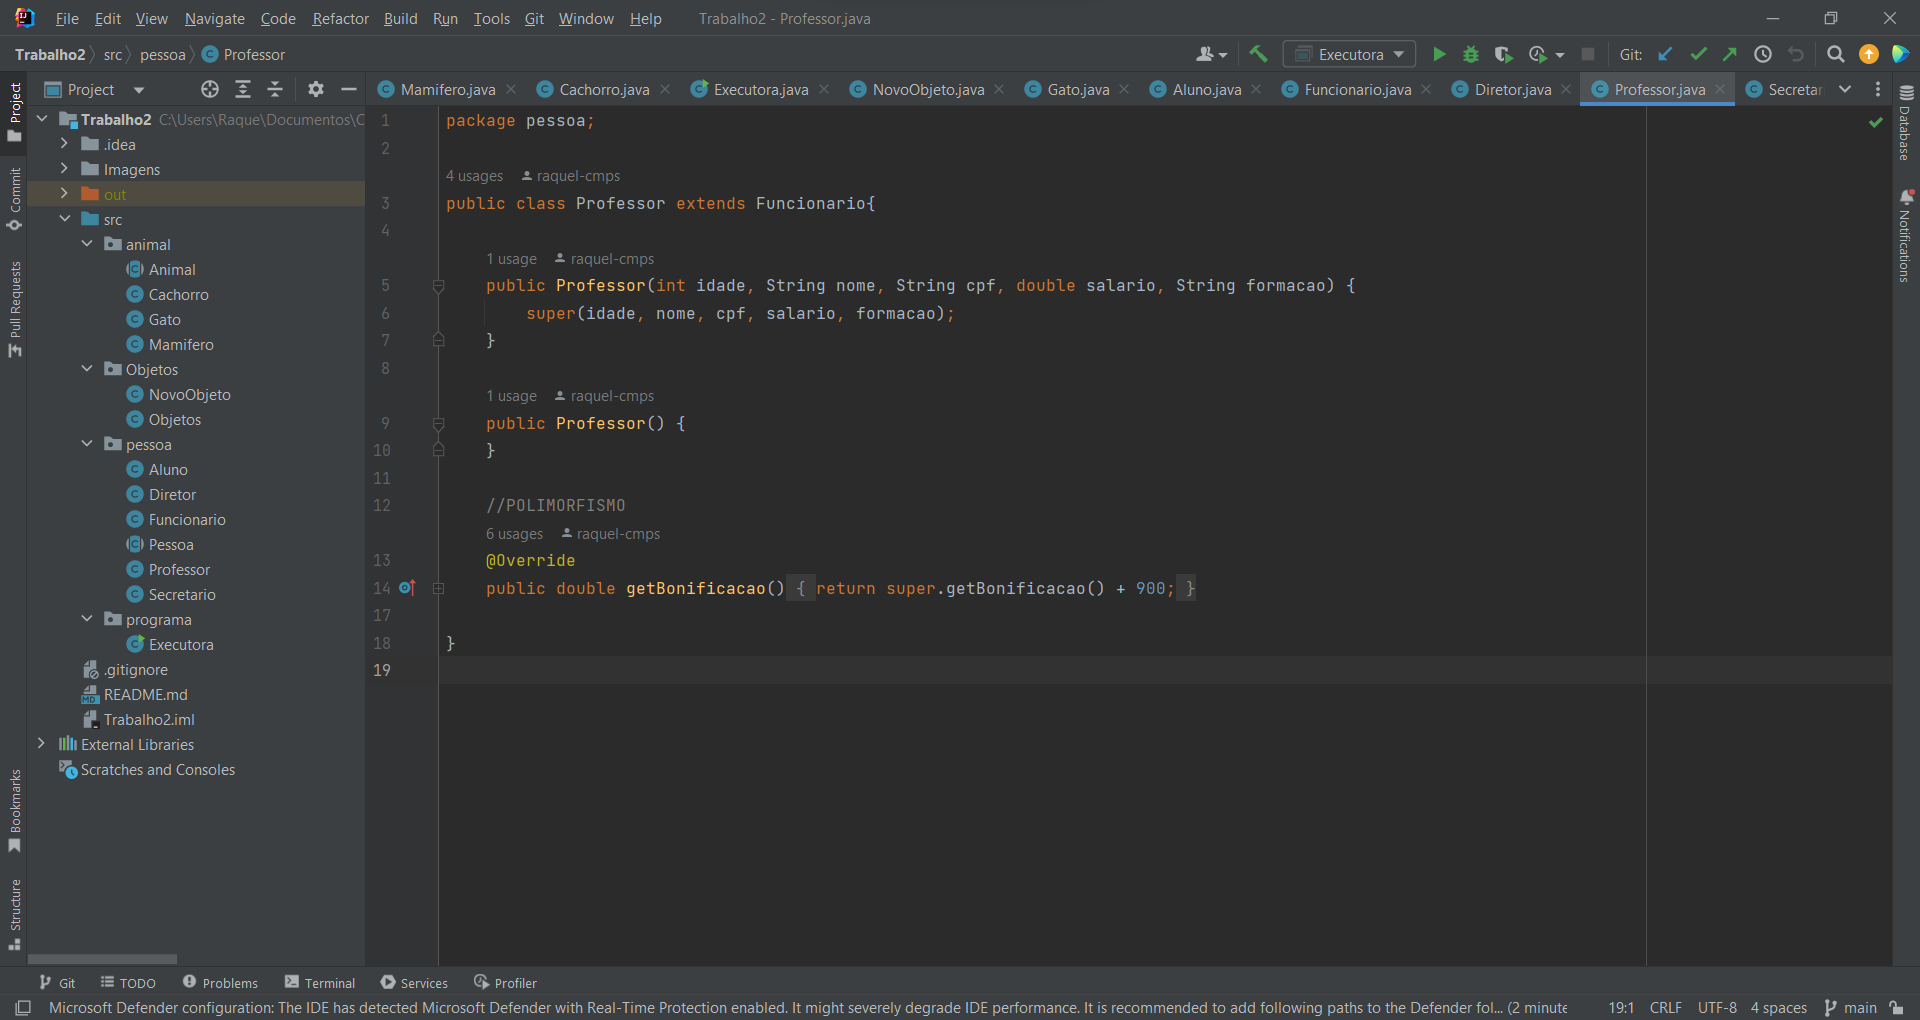 File Edit View Navigate Code Refactor Build Run Tools Git Window Help Trabalho2 - Professor.java
Trabalho2 src pessoa Professor Executora Git:
Project
Mamifero.java Cachorro.java Executora.java NovoObjeto.java Gato.java Aluno.java Funcionario.java Diretor.java Professor.java Secretar
Trabalho2 C:\Users\Raque\Documentos\C
.idea
Imagens
out
src
animal
Animal
Cachorro
Gato
Mamifero
Objetos
NovoObjeto
Objetos
pessoa
Aluno
Diretor
Funcionario
Pessoa
Professor
Secretario
programa
Executora
.gitignore
README.md
Trabalho2.iml
External Libraries
Scratches and Consoles
1 package pessoa;
2
4 usages raquel-cmps
3 public class Professor extends Funcionario{
4
1 usage raquel-cmps
5 public Professor(int idade, String nome, String cpf, double salario, String formacao) {
6 super(idade, nome, cpf, salario, formacao);
7 }
8
1 usage raquel-cmps
9 public Professor() {
10 }
11
12 //POLIMORFISMO
6 usages raquel-cmps
13 @Override
14 public double getBonificacao() { return super.getBonificacao() + 900; }
17
18 }
19
Project
Commit
Pull Requests
Bookmarks
Structure
Database
Notifications
Git TODO Problems Terminal Services Profiler
Microsoft Defender configuration: The IDE has detected Microsoft Defender with Real-Time Protection enabled. It might severely degrade IDE performance. It is recommended to add following paths to the Defender fol... (2 minute 19:1 CRLF UTF-8 4 spaces main